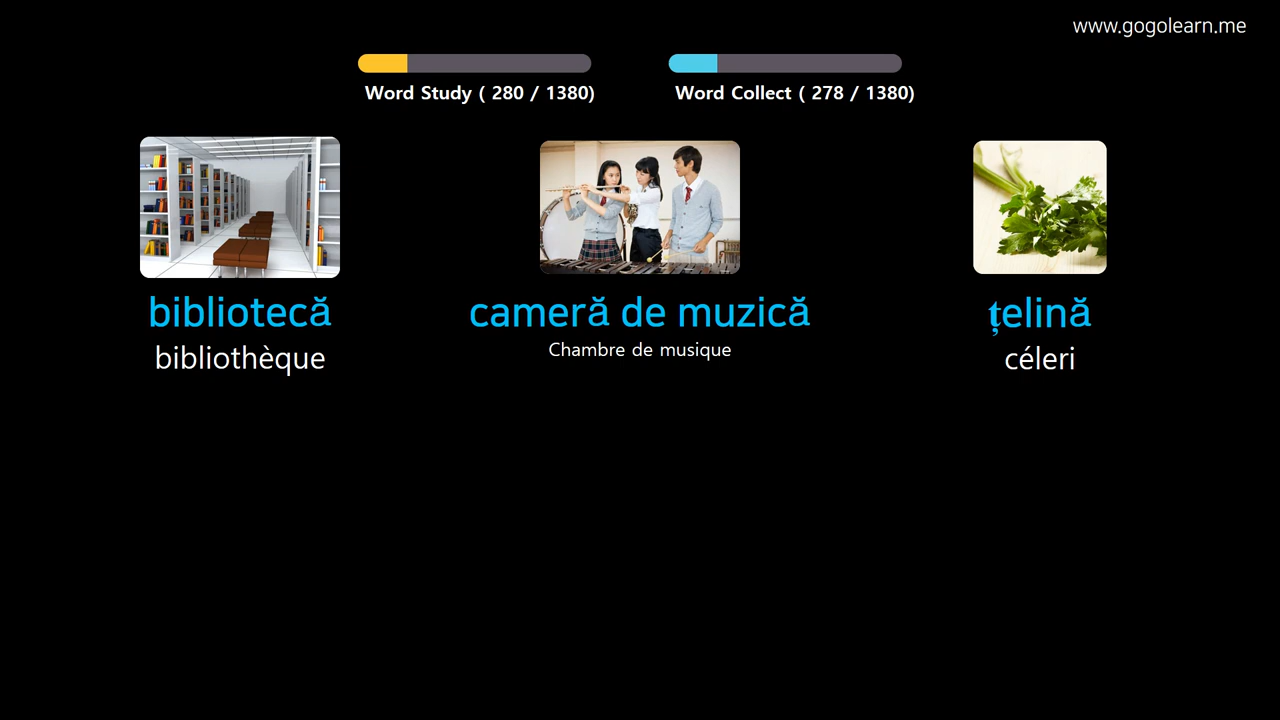 www.gogolearn.me
Word Study ( 280 / 1380)
Word Collect ( 278 / 1380)
bibliotecă
bibliothèque
cameră de muzică
Chambre de musique
țelină
céleri